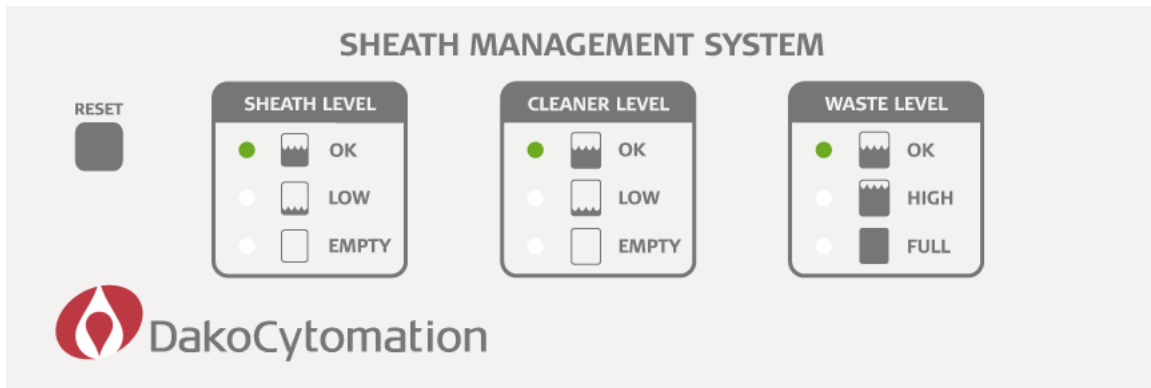 SHEATH MANAGEMENT SYSTEM
RESET
SHEATH LEVEL
OK
LOW
EMPTY
CLEANER LEVEL
OK
LOW
EMPTY
WASTE LEVEL
OK
HIGH
FULL
DakoCytomation